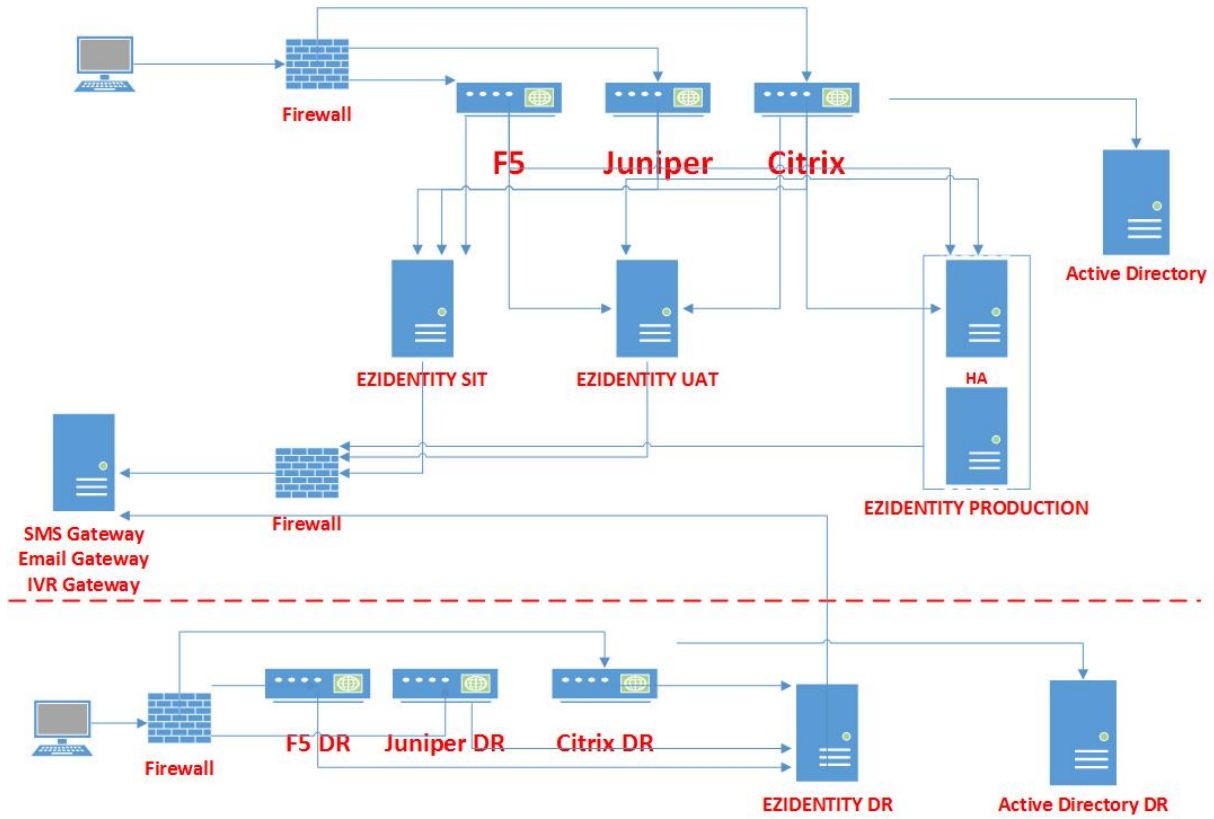 Firewall
F5
Juniper
Citrix
Active Directory
EZIDENTITY SIT
EZIDENTITY UAT
HA
EZIDENTITY PRODUCTION
Firewall
SMS Gateway
Email Gateway
IVR Gateway
Firewall
F5 DR
Juniper DR
Citrix DR
EZIDENTITY DR
Active Directory DR